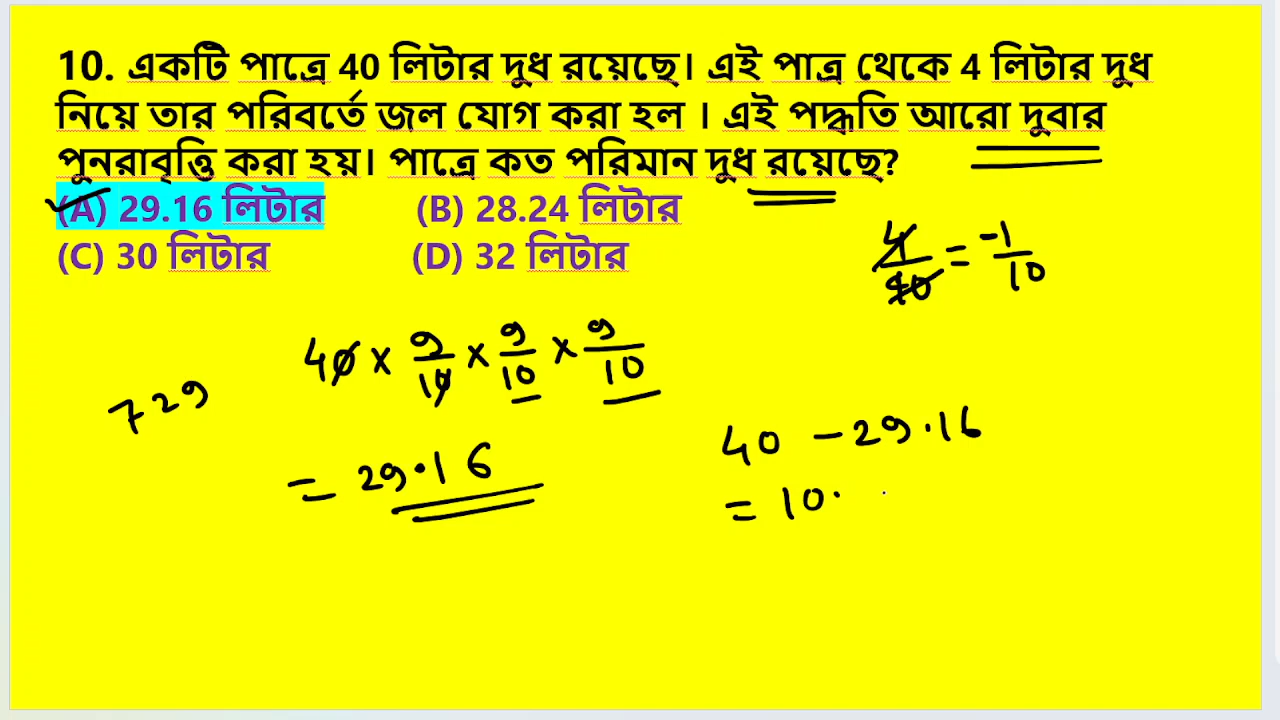 10. একটি পাত্রে 40 লিটার দুধ রয়েছে। এই পাত্র থেকে 4 লিটার দুধ
নিয়ে তার পরিবর্তে জল যোগ করা হল । এই পদ্ধতি আরো দুবার
পুনরাবৃত্তি করা হয়। পাত্রে কত পরিমান দুধ রয়েছে?
(A) 29.16 লিটার (B) 28.24 লিটার
(C) 30 লিটার (D) 32 লিটার
4/40 = -1/10
40 × 9/10 × 9/10 × 9/10
729
40 - 29.16
= 29.16
= 10.